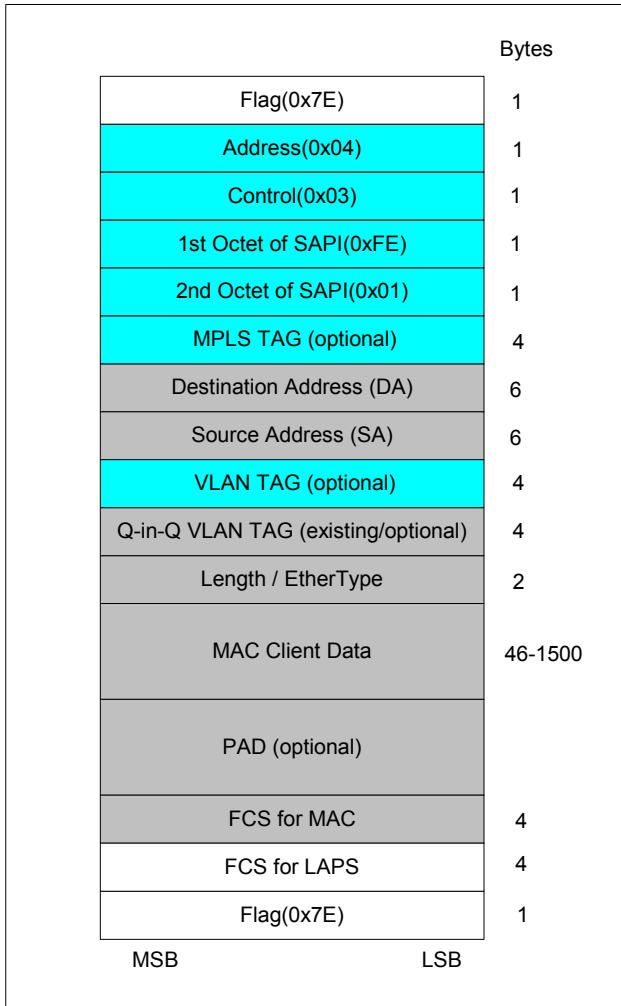 Bytes
Flag(0x7E) 1
Address(0x04) 1
Control(0x03) 1
1st Octet of SAPI(0xFE) 1
2nd Octet of SAPI(0x01) 1
MPLS TAG (optional) 4
Destination Address (DA) 6
Source Address (SA) 6
VLAN TAG (optional) 4
Q-in-Q VLAN TAG (existing/optional) 4
Length / EtherType 2
MAC Client Data 46-1500
PAD (optional)
FCS for MAC 4
FCS for LAPS 4
Flag(0x7E) 1
MSB LSB